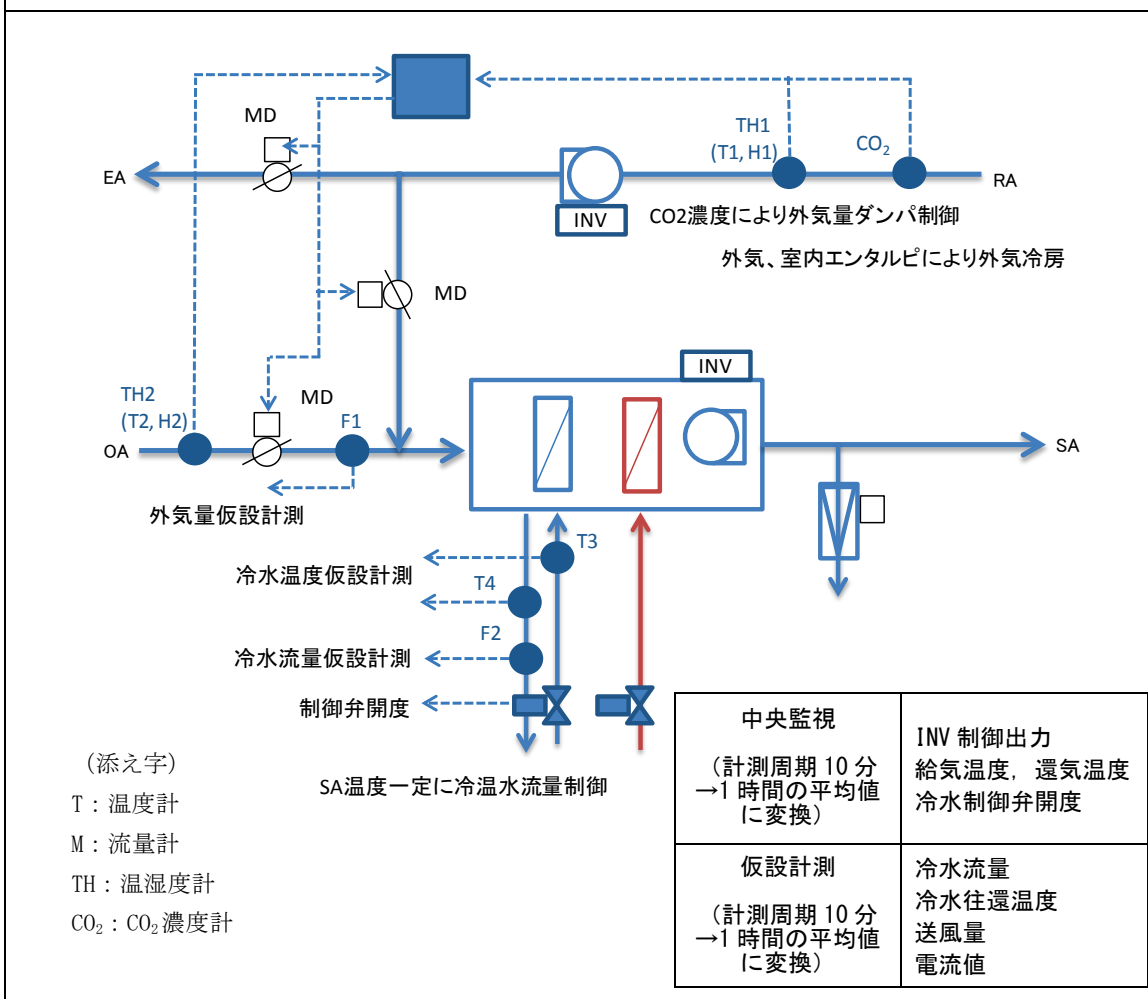 MD
TH1
(T1, H1)
CO₂
EA
RA
INV
CO2濃度により外気量ダンパ制御
外気、室内エンタルピにより外気冷房
MD
INV
TH2
(T2, H2)
MD
F1
OA
SA
外気量仮設計測
T3
冷水温度仮設計測
T4
F2
冷水流量仮設計測
制御弁開度
SA温度一定に冷温水流量制御
(添え字)
T：温度計
M：流量計
TH：温湿度計
CO₂：CO₂濃度計
中央監視
(計測周期 10 分
→1 時間の平均値
に変換)
INV 制御出力
給気温度，還気温度
冷水制御弁開度
仮設計測
(計測周期 10 分
→1 時間の平均値
に変換)
冷水流量
冷水往還温度
送風量
電流値